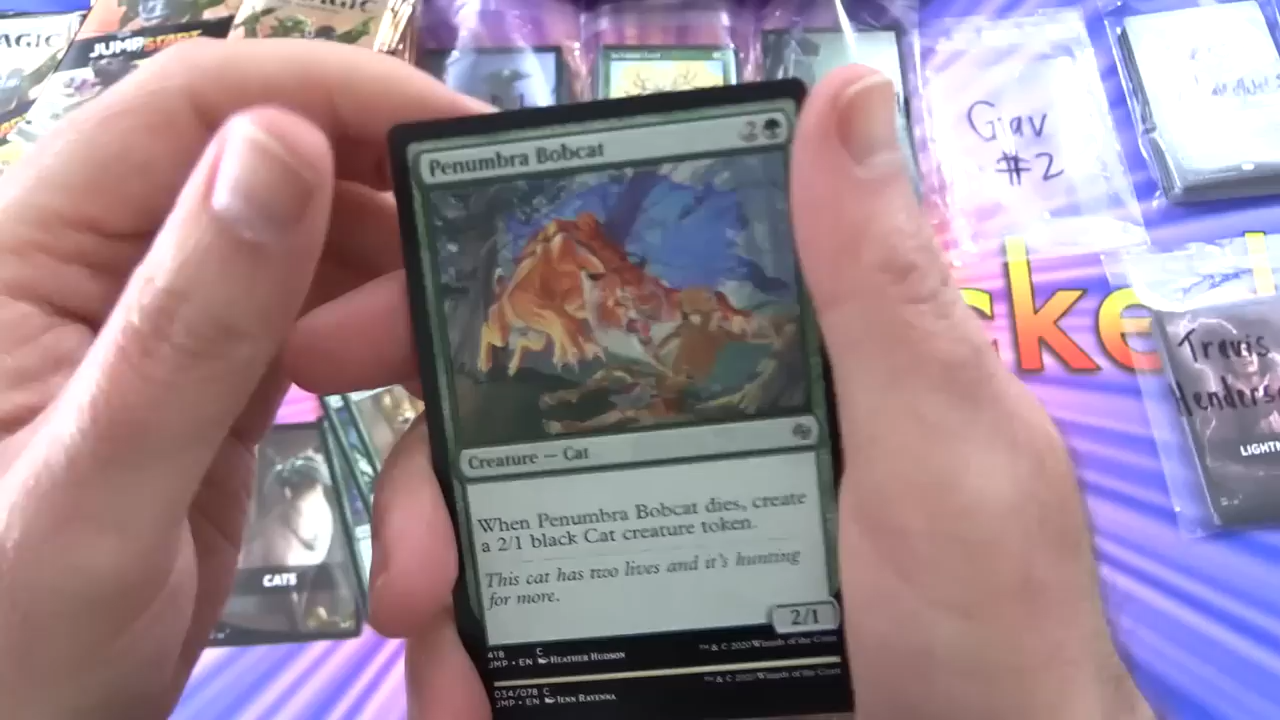 AGIC
JUMPSTART
Giav
#2
Penumbra Bobcat
2
cke
Travis
Henderso
LIGHTN
CATS
Creature — Cat
When Penumbra Bobcat dies, create
a 2/1 black Cat creature token.
This cat has two lives and it's hunting
for more.
2/1
418 C
JMP • EN HEATHER HUDSON
™ & © 2020 Wizards of the Coast
034/078 C
JMP • EN JENN RAVENNA
™ & © 2020 Wizards of the Coast